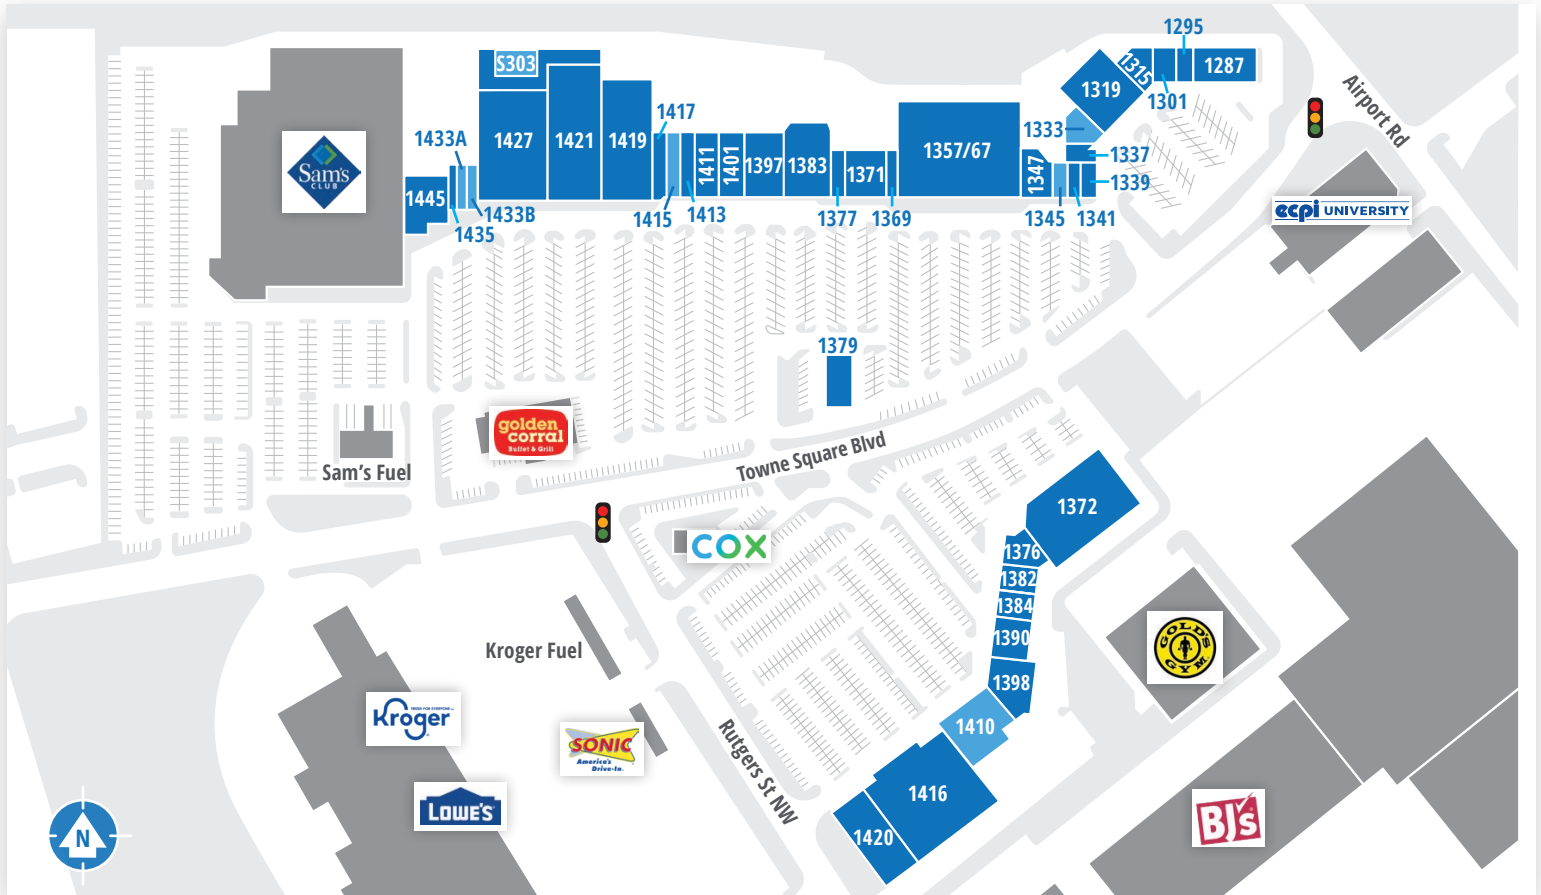 1295
S303
1315
1287
1319
1301
Airport Rd
1417
1333
1433A
1427
1421
1419
1411
1401
1397
1383
1371
1357/67
1347
1337
1339
Sam's
CLUB
1445
1433B
1435
1415
1413
1377
1369
1345
1341
ecpi UNIVERSITY
1379
golden
corral
Buffet & Grill
Sam's Fuel
Towne Square Blvd
1372
COX
1376
1382
1384
1390
1398
1410
1416
1420
GOLD'S
GYM
Kroger Fuel
Kroger
SONIC
America's
Drive-In.
Rutgers St NW
LOWE'S
BJ's
N